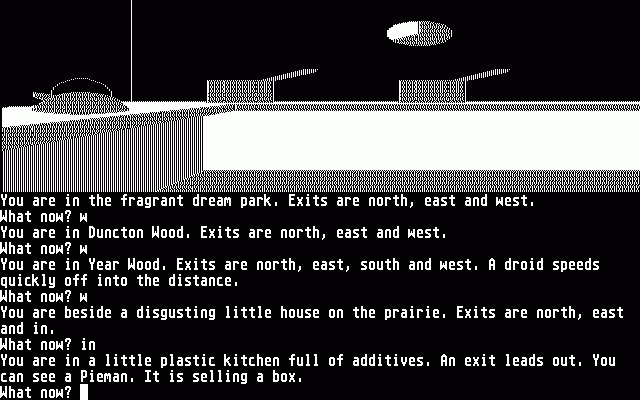 You are in the fragrant dream park. Exits are north, east and west.
What now? w
You are in Duncton Wood. Exits are north, east and west.
What now? w
You are in Year Wood. Exits are north, east, south and west. A droid speeds
quickly off into the distance.
What now? w
You are beside a disgusting little house on the prairie. Exits are north, east
and in.
What now? in
You are in a little plastic kitchen full of additives. An exit leads out. You
can see a Pieman. It is selling a box.
What now?